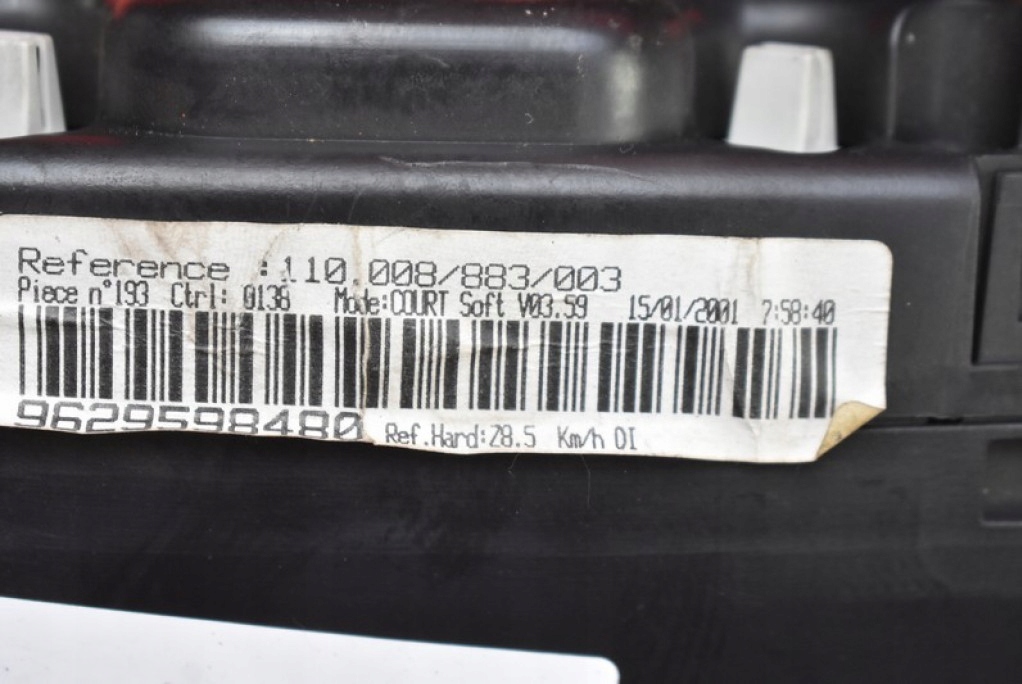 Reference :110.008/883/003
Piece n°193 Ctrl: 0138 Mode:COURT Soft V03.59 15/01/2001 7:58:40
9629598480 Ref.Hard:28.5 Km/h DI